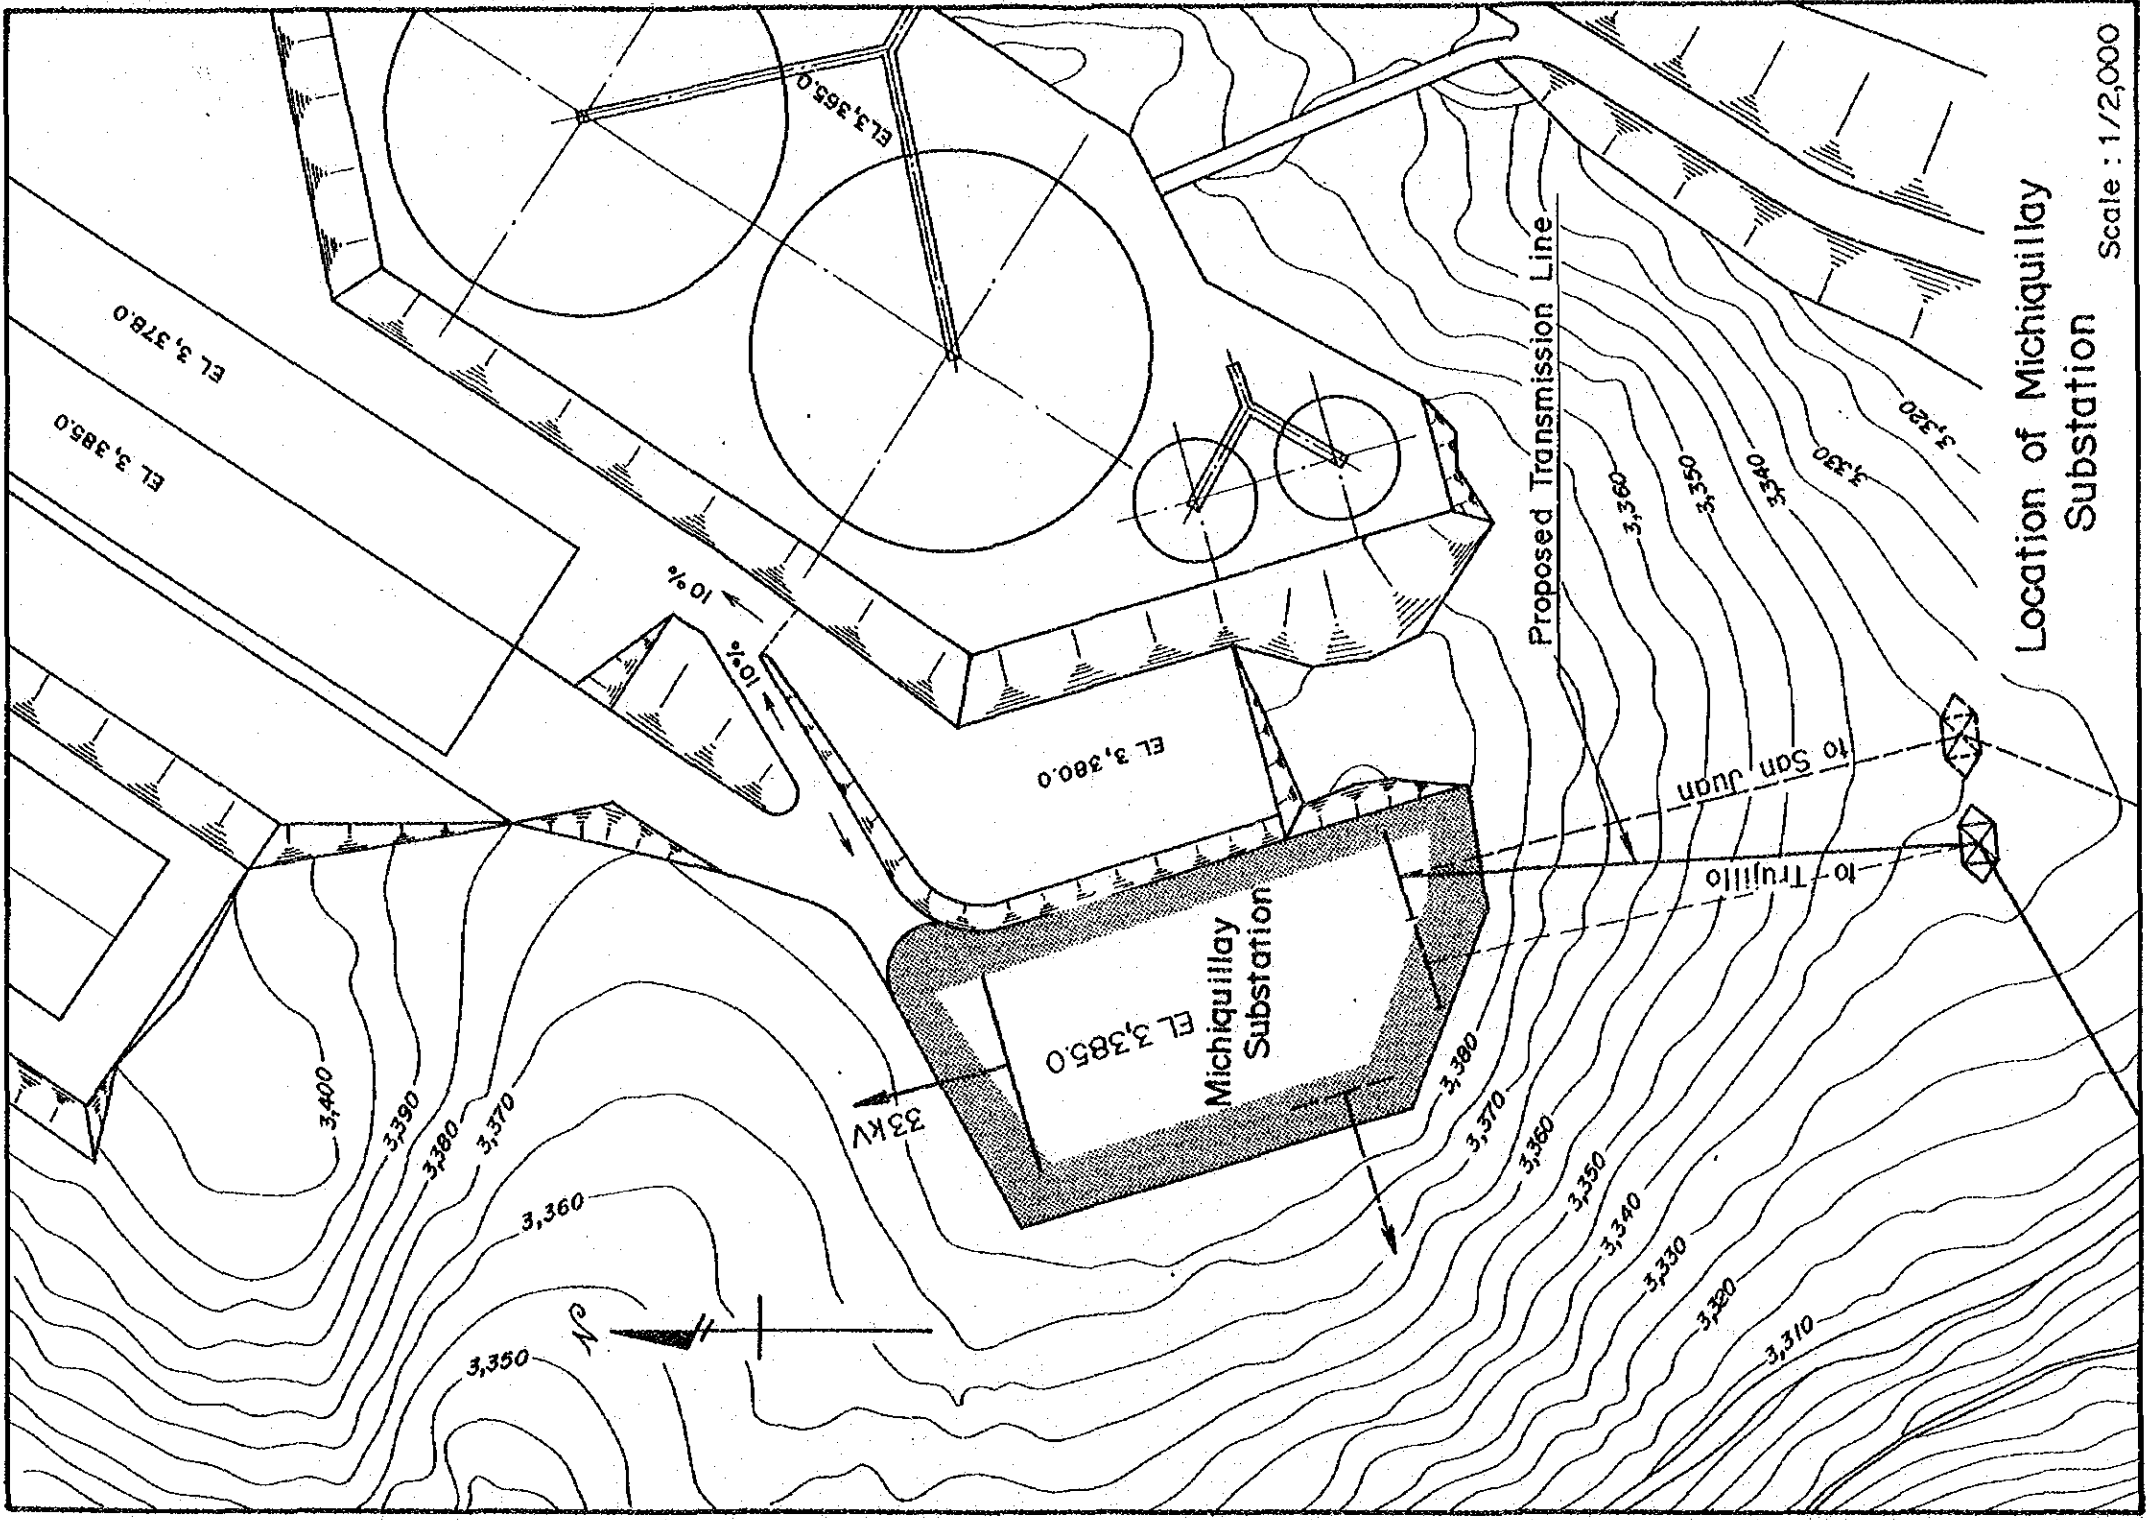 Location of Michiquillay
Substation
Scale : 1/2,000
EL 3,378.0
EL 3,385.0
EL3,365.0
10%
10%
EL 3,380.0
Proposed Transmission Line
to San Juan
to Trujillo
Michiquillay
Substation
EL 3,385.0
33kV
N
3,400
3,390
3,380
3,370
3,360
3,350
3,380
3,370
3,360
3,350
3,340
3,330
3,320
3,310
3,360
3,350
3,340
3,330
3,320